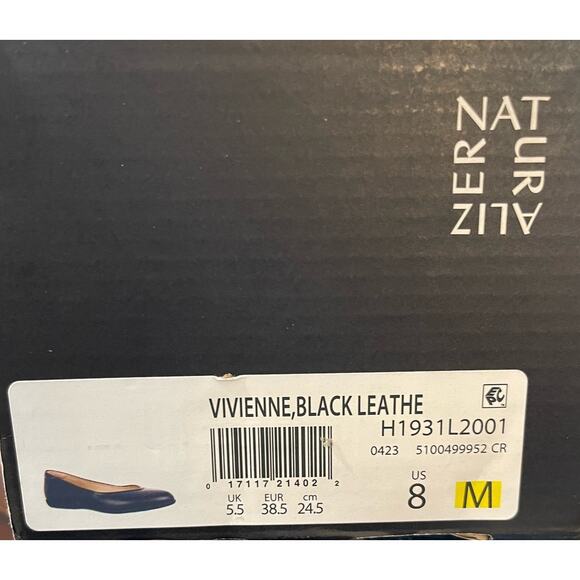 NAT
UR
ALIZ
ER
VIVIENNE,BLACK LEATHE
H1931L2001
0423 5100499952 CR
0 17117 21402 2
UK EUR cm
5.5 38.5 24.5
US
8 M